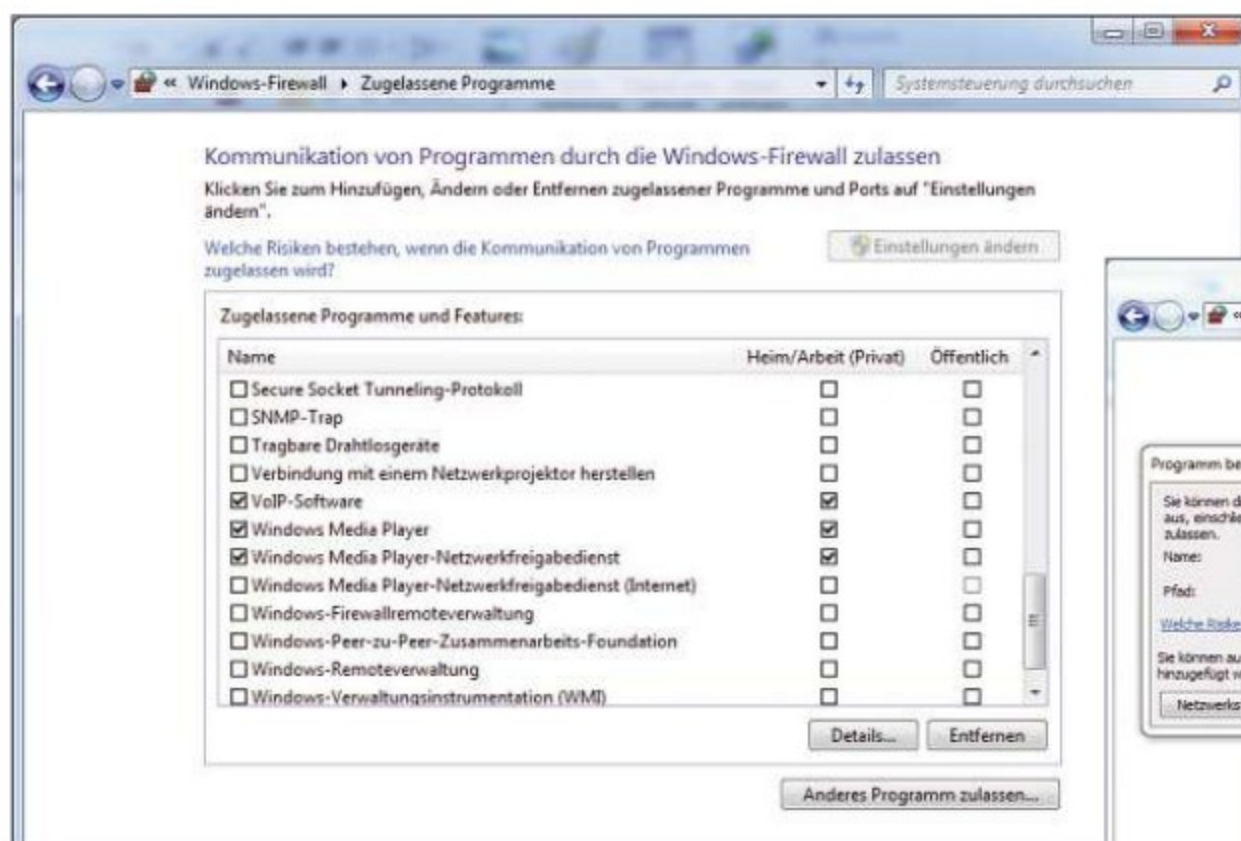 « Windows-Firewall ▸ Zugelassene Programme
Systemsteuerung durchsuchen
Kommunikation von Programmen durch die Windows-Firewall zulassen
Klicken Sie zum Hinzufügen, Ändern oder Entfernen zugelassener Programme und Ports auf "Einstellungen
ändern".
Welche Risiken bestehen, wenn die Kommunikation von Programmen
zugelassen wird?
Einstellungen ändern
Zugelassene Programme und Features:
Name Heim/Arbeit (Privat) Öffentlich
Secure Socket Tunneling-Protokoll
SNMP-Trap
Tragbare Drahtlosgeräte
Verbindung mit einem Netzwerkprojektor herstellen
VoIP-Software
Windows Media Player
Windows Media Player-Netzwerkfreigabedienst
Windows Media Player-Netzwerkfreigabedienst (Internet)
Windows-Firewallremoteverwaltung
Windows-Peer-zu-Peer-Zusammenarbeits-Foundation
Windows-Remoteverwaltung
Windows-Verwaltungsinstrumentation (WMI)
Details... Entfernen
Anderes Programm zulassen...
Programm be
Sie können d
aus, einschlie
zulassen.
Name:
Pfad:
Welche Risike
Sie können au
hinzugefügt w
Netzwerks